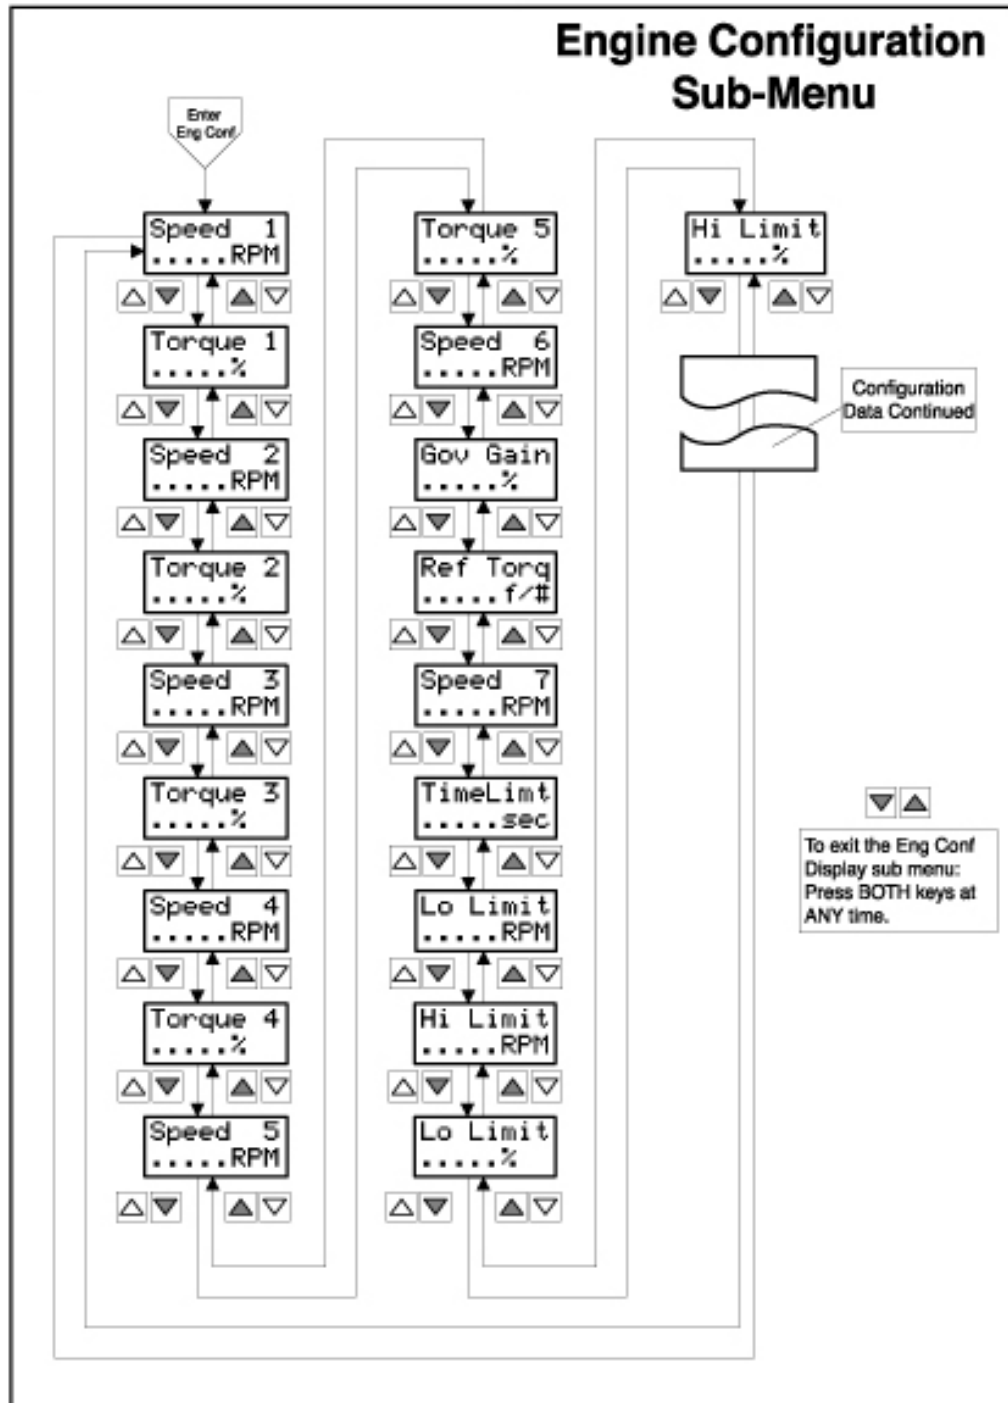 Engine Configuration
Sub-Menu
Enter
Eng Conf
Speed 1
.....RPM
Torque 1
.....%
Speed 2
.....RPM
Torque 2
.....%
Speed 3
.....RPM
Torque 3
.....%
Speed 4
.....RPM
Torque 4
.....%
Speed 5
.....RPM
Torque 5
.....%
Speed 6
.....RPM
Gov Gain
.....%
Ref Torq
.....f/#
Speed 7
.....RPM
TimeLimt
.....sec
Lo Limit
.....RPM
Hi Limit
.....RPM
Lo Limit
.....%
Hi Limit
.....%
Configuration
Data Continued
To exit the Eng Conf
Display sub menu:
Press BOTH keys at
ANY time.